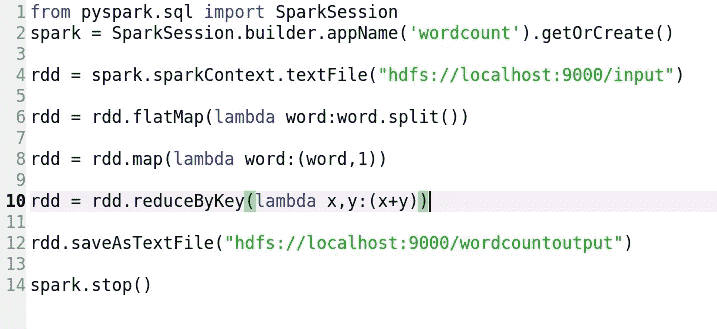 1 from pyspark.sql import SparkSession
2 spark = SparkSession.builder.appName('wordcount').getOrCreate()
3
4 rdd = spark.sparkContext.textFile("hdfs://localhost:9000/input")
5
6 rdd = rdd.flatMap(lambda word:word.split())
7
8 rdd = rdd.map(lambda word:(word,1))
9
10 rdd = rdd.reduceByKey(lambda x,y:(x+y))
11
12 rdd.saveAsTextFile("hdfs://localhost:9000/wordcountoutput")
13
14 spark.stop()